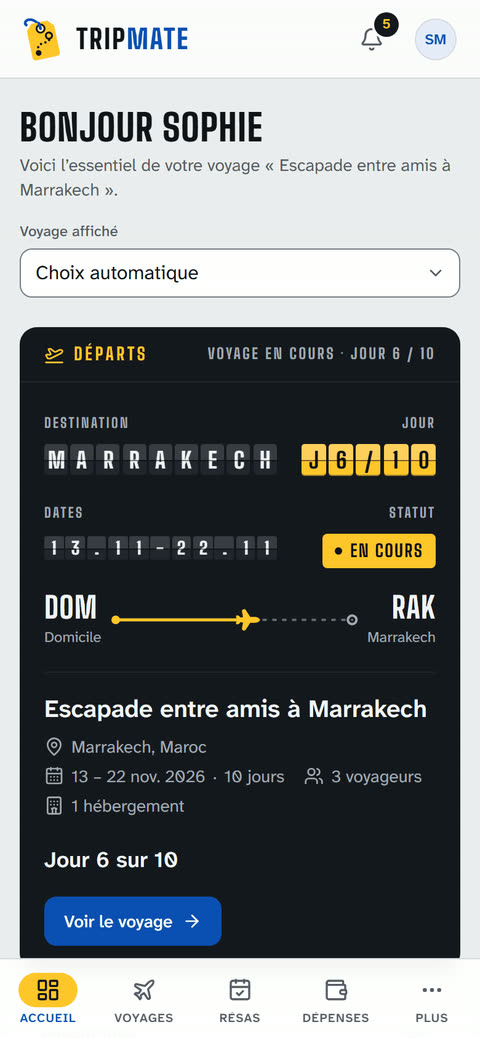 TRIPMATE
5
SM
BONJOUR SOPHIE
Voici l’essentiel de votre voyage « Escapade entre amis à
Marrakech ».
Voyage affiché
Choix automatique
DÉPARTS
VOYAGE EN COURS · JOUR 6 / 10
DESTINATION
JOUR
MARRAKECH
J6/10
DATES
STATUT
13.11–22.11
EN COURS
DOM
RAK
Domicile
Marrakech
Escapade entre amis à Marrakech
Marrakech, Maroc
13 – 22 nov. 2026 · 10 jours
3 voyageurs
1 hébergement
Jour 6 sur 10
Voir le voyage
ACCUEIL
VOYAGES
RÉSAS
DÉPENSES
PLUS